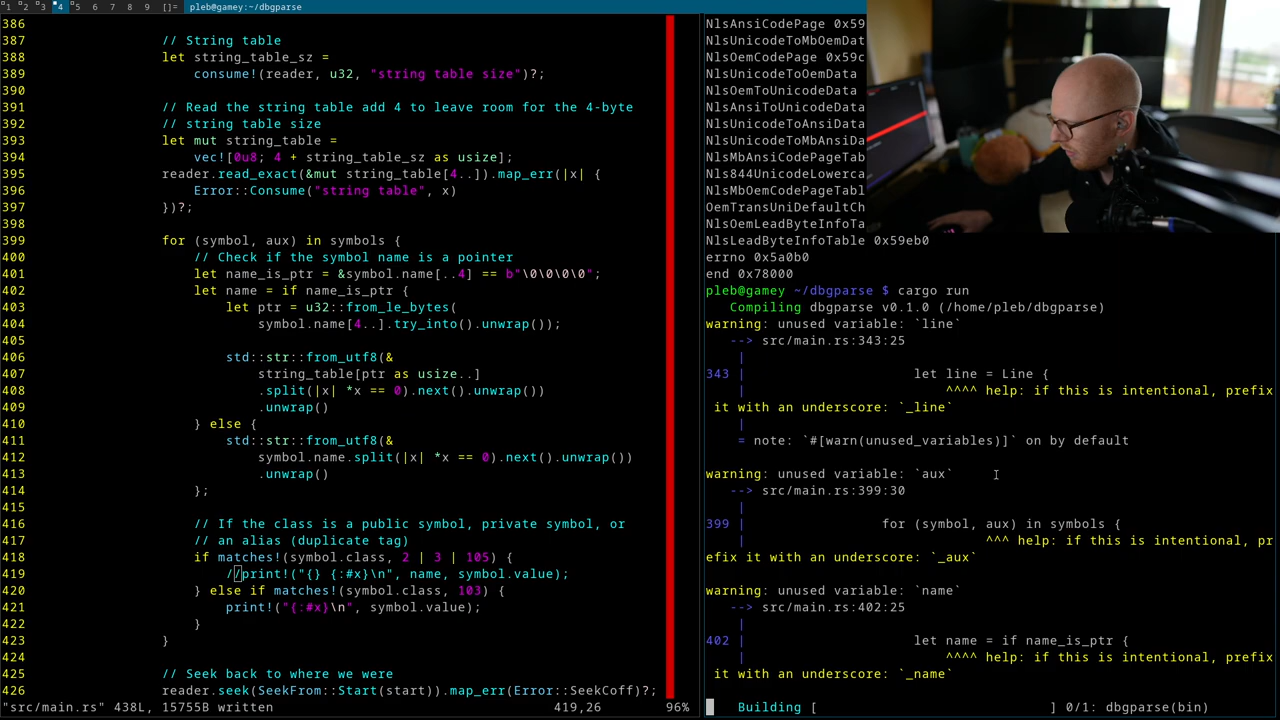 1 2 3 4 5 6 7 8 9 []= pleb@gamey:~/dbgparse
386
387 // String table
388 let string_table_sz =
389 consume!(reader, u32, "string table size")?;
390
391 // Read the string table add 4 to leave room for the 4-byte
392 // string table size
393 let mut string_table =
394 vec![0u8; 4 + string_table_sz as usize];
395 reader.read_exact(&mut string_table[4..]).map_err(|x| {
396 Error::Consume("string table", x)
397 })?;
398
399 for (symbol, aux) in symbols {
400 // Check if the symbol name is a pointer
401 let name_is_ptr = &symbol.name[..4] == b"\0\0\0\0";
402 let name = if name_is_ptr {
403 let ptr = u32::from_le_bytes(
404 symbol.name[4..].try_into().unwrap());
405
406 std::str::from_utf8(&
407 string_table[ptr as usize..]
408 .split(|x| *x == 0).next().unwrap())
409 .unwrap()
410 } else {
411 std::str::from_utf8(&
412 symbol.name.split(|x| *x == 0).next().unwrap())
413 .unwrap()
414 };
415
416 // If the class is a public symbol, private symbol, or
417 // an alias (duplicate tag)
418 if matches!(symbol.class, 2 | 3 | 105) {
419 //print!("{} {:#x}\n", name, symbol.value);
420 } else if matches!(symbol.class, 103) {
421 print!("{:#x}\n", symbol.value);
422 }
423 }
424
425 // Seek back to where we were
426 reader.seek(SeekFrom::Start(start)).map_err(Error::SeekCoff)?;
"src/main.rs" 438L, 15755B written 419,26 96%
NlsAnsiCodePage 0x59
NlsUnicodeToMbOemDat
NlsOemCodePage 0x59c
NlsUnicodeToOemData
NlsOemToUnicodeData
NlsAnsiToUnicodeData
NlsUnicodeToAnsiData
NlsUnicodeToMbAnsiDa
NlsMbAnsiCodePageTab
Nls844UnicodeLowerca
NlsMbOemCodePageTabl
OemTransUniDefaultCh
NlsOemLeadByteInfoTa
NlsLeadByteInfoTable 0x59eb0
errno 0x5a0b0
end 0x78000
pleb@gamey ~/dbgparse $ cargo run
Compiling dbgparse v0.1.0 (/home/pleb/dbgparse)
warning: unused variable: `line`
--> src/main.rs:343:25
|
343 | let line = Line {
| ^^^^ help: if this is intentional, prefix
it with an underscore: `_line`
|
= note: `#[warn(unused_variables)]` on by default
warning: unused variable: `aux`
--> src/main.rs:399:30
|
399 | for (symbol, aux) in symbols {
| ^^^ help: if this is intentional, pr
efix it with an underscore: `_aux`
warning: unused variable: `name`
--> src/main.rs:402:25
|
402 | let name = if name_is_ptr {
| ^^^^ help: if this is intentional, prefix
it with an underscore: `_name`
Building [ ] 0/1: dbgparse(bin)